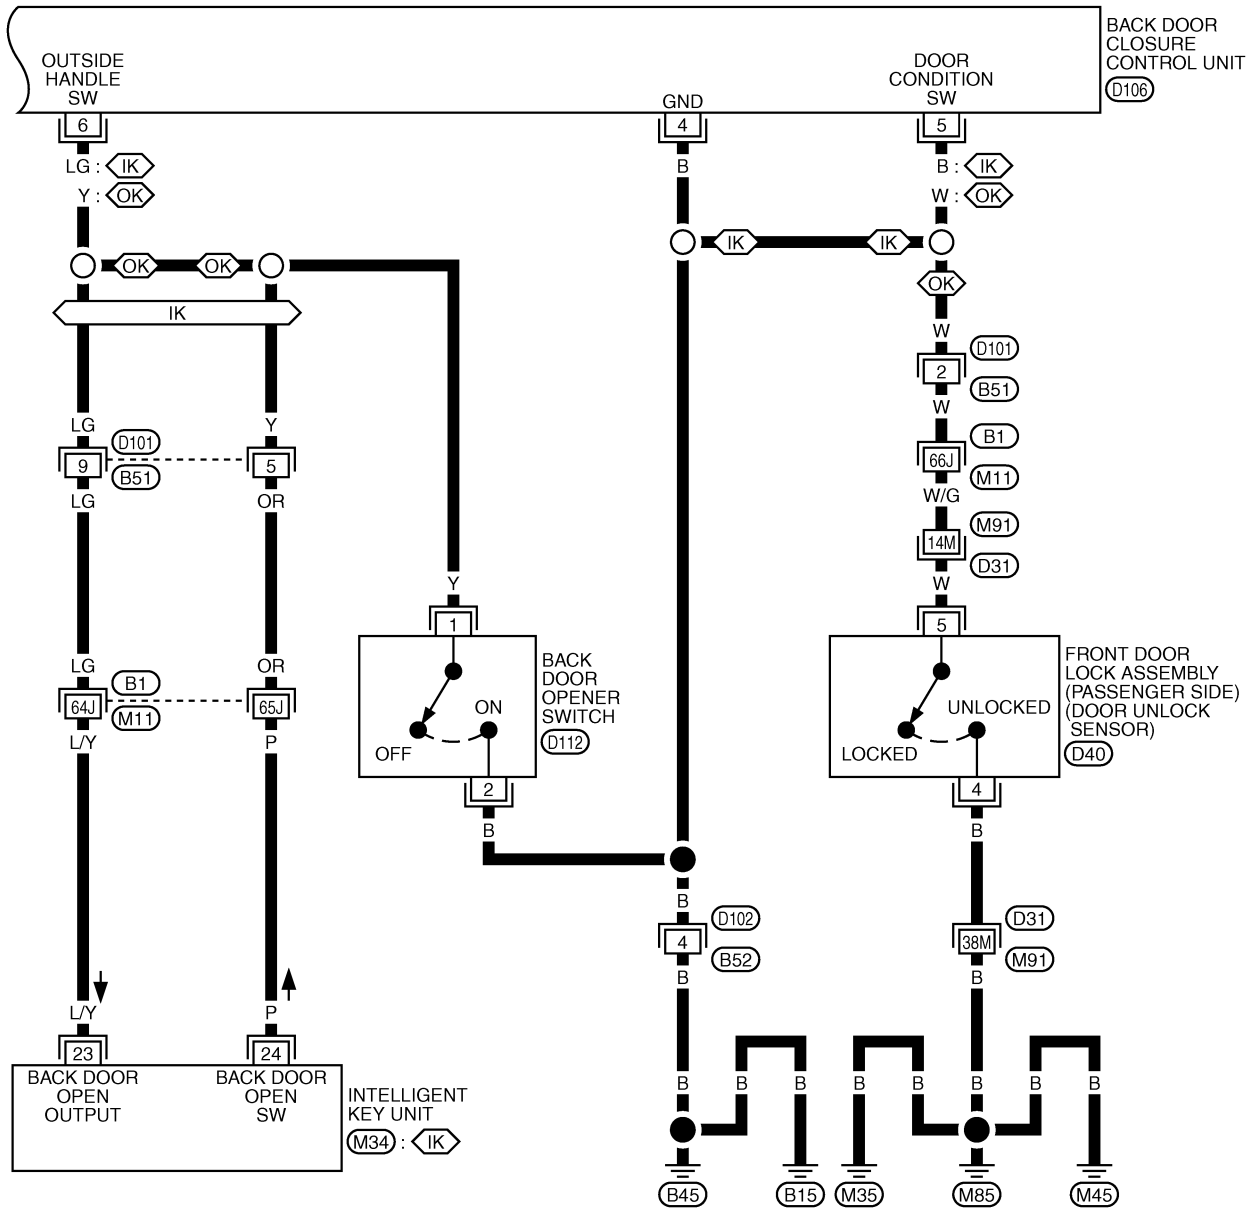 BACK DOOR
CLOSURE
CONTROL UNIT
D106
OUTSIDE
HANDLE
SW
GND
DOOR
CONDITION
SW
6
4
5
LG : IK
B
B : IK
Y : OK
W : OK
IK
IK
OK
OK
OK
IK
W
D101
2
B51
W
LG
Y
B1
D101
9
5
66J
B51
M11
LG
OR
W/G
M91
14M
D31
Y
W
1
5
LG
OR
BACK
DOOR
OPENER
SWITCH
D112
ON
OFF
FRONT DOOR
LOCK ASSEMBLY
(PASSENGER SIDE)
(DOOR UNLOCK
SENSOR)
D40
UNLOCKED
LOCKED
B1
64J
65J
M11
L/Y
P
2
4
B
B
B
D102
D31
4
38M
B52
M91
B
B
L/Y
P
23
24
BACK DOOR
OPEN
OUTPUT
BACK DOOR
OPEN
SW
INTELLIGENT
KEY UNIT
M34 : IK
B
B
B
B
B
B
B
B
B45
B15
M35
M85
M45